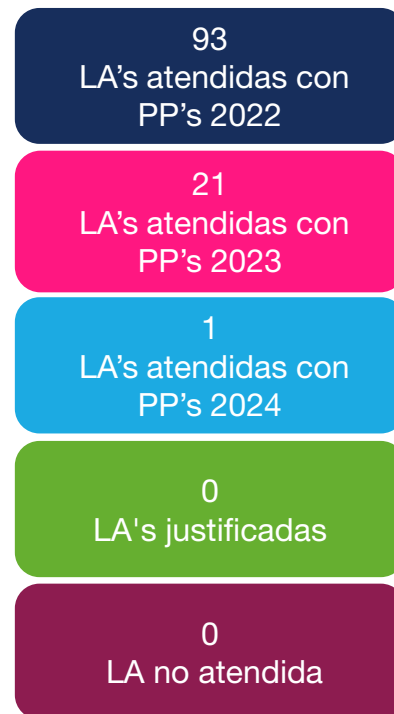 93
LA’s atendidas con
PP’s 2022
21
LA’s atendidas con
PP’s 2023
1
LA’s atendidas con
PP’s 2024
0
LA's justificadas
0
LA no atendida